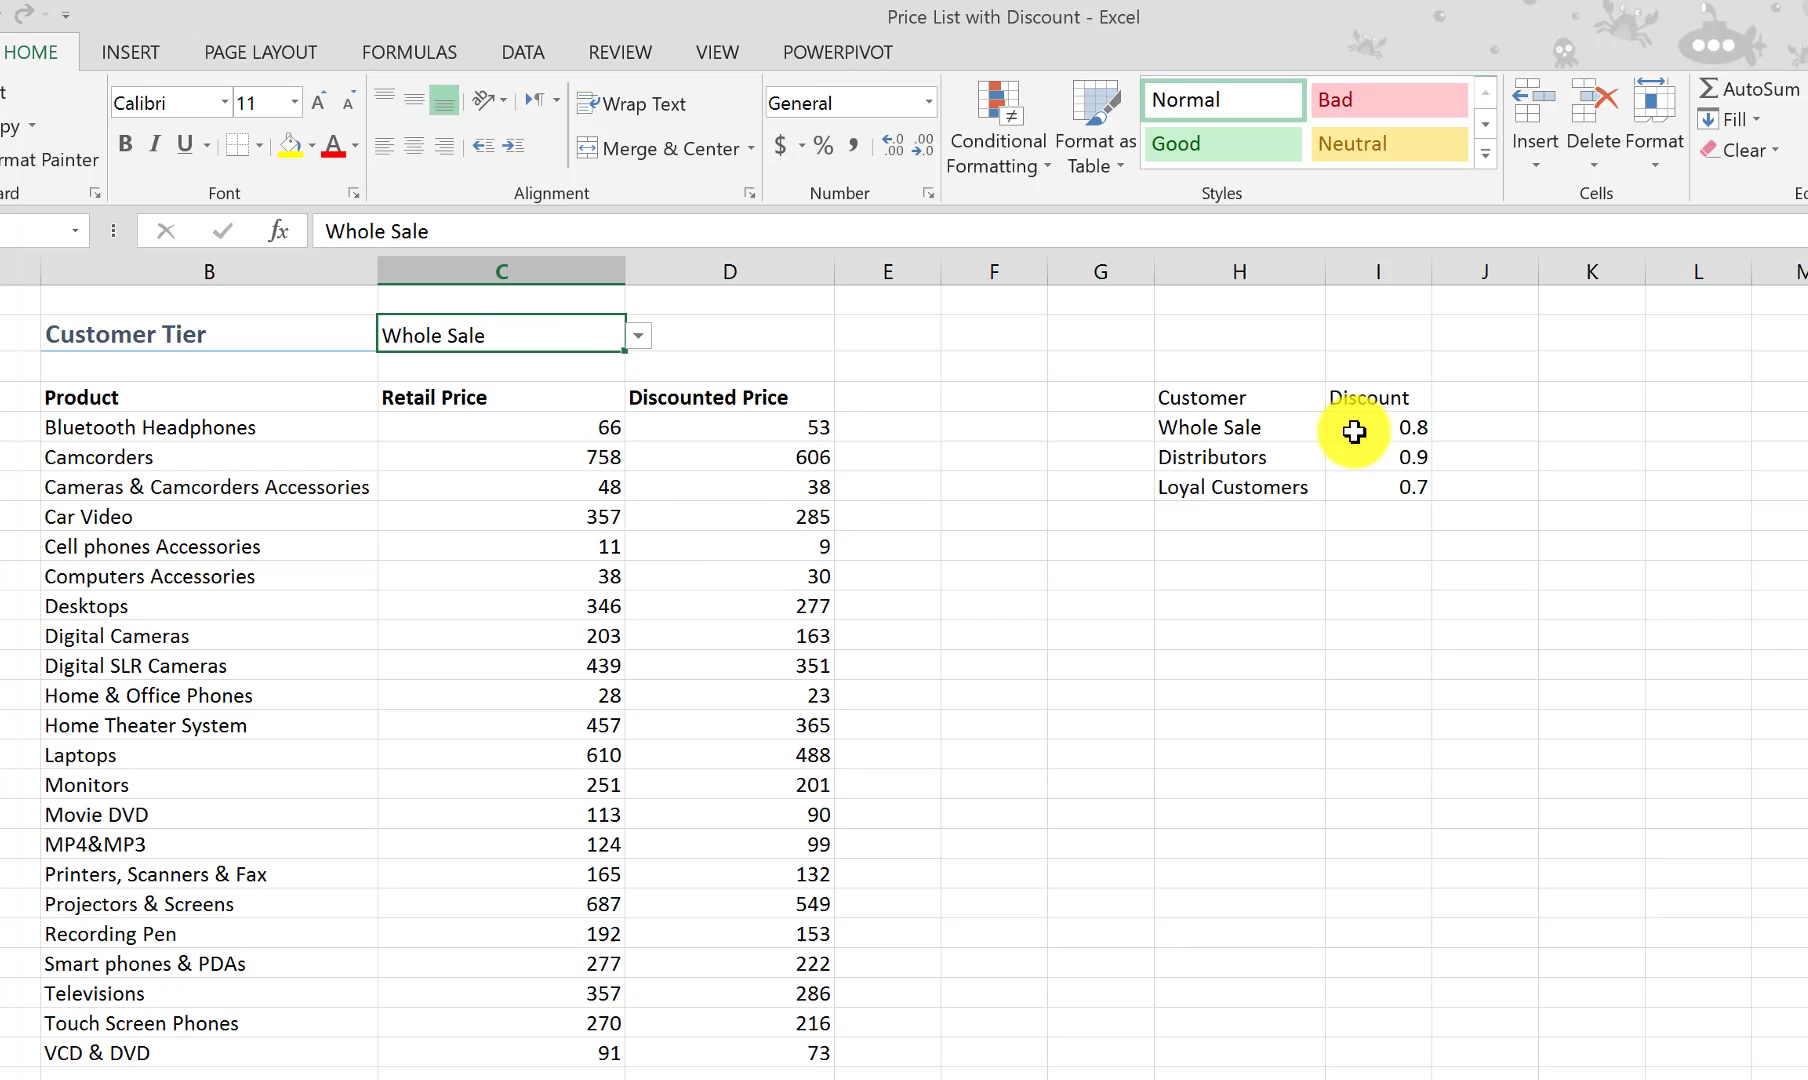 Price List with Discount - Excel
HOME INSERT PAGE LAYOUT FORMULAS DATA REVIEW VIEW POWERPIVOT
Calibri 11 A A Wrap Text General Normal Bad AutoSum
py Conditional Format as Insert Delete Format Fill
rmat Painter B I U A Merge & Center $ % , .0 .00 Formatting Table Good Neutral Clear
ard Font Alignment Number Styles Cells
fx Whole Sale
B C D E F G H I J K L
Customer Tier Whole Sale
Product Retail Price Discounted Price Customer Discount
Bluetooth Headphones 66 53 Whole Sale 0.8
Camcorders 758 606 Distributors 0.9
Cameras & Camcorders Accessories 48 38 Loyal Customers 0.7
Car Video 357 285
Cell phones Accessories 11 9
Computers Accessories 38 30
Desktops 346 277
Digital Cameras 203 163
Digital SLR Cameras 439 351
Home & Office Phones 28 23
Home Theater System 457 365
Laptops 610 488
Monitors 251 201
Movie DVD 113 90
MP4&MP3 124 99
Printers, Scanners & Fax 165 132
Projectors & Screens 687 549
Recording Pen 192 153
Smart phones & PDAs 277 222
Televisions 357 286
Touch Screen Phones 270 216
VCD & DVD 91 73